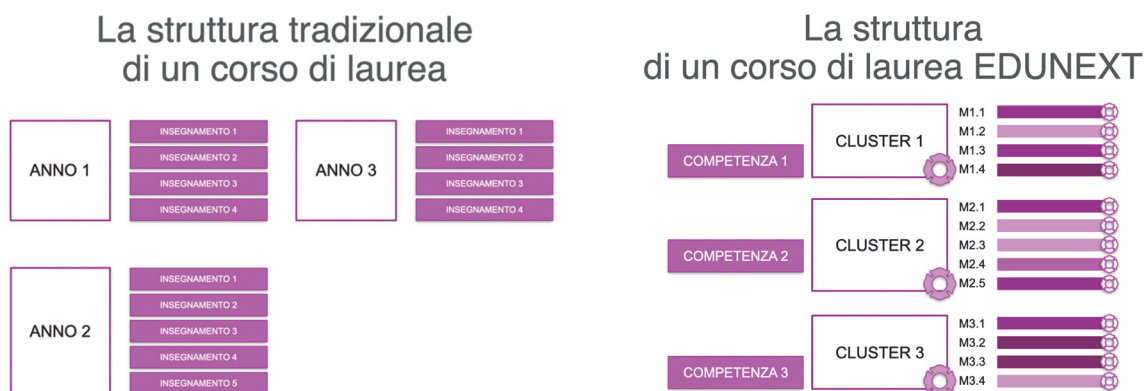 La struttura tradizionale
di un corso di laurea
ANNO 1
INSEGNAMENTO 1
INSEGNAMENTO 2
INSEGNAMENTO 3
INSEGNAMENTO 4
ANNO 3
INSEGNAMENTO 1
INSEGNAMENTO 2
INSEGNAMENTO 3
INSEGNAMENTO 4
ANNO 2
INSEGNAMENTO 1
INSEGNAMENTO 2
INSEGNAMENTO 3
INSEGNAMENTO 4
INSEGNAMENTO 5
La struttura
di un corso di laurea EDUNEXT
COMPETENZA 1
CLUSTER 1
M1.1
M1.2
M1.3
M1.4
COMPETENZA 2
CLUSTER 2
M2.1
M2.2
M2.3
M2.4
M2.5
COMPETENZA 3
CLUSTER 3
M3.1
M3.2
M3.3
M3.4